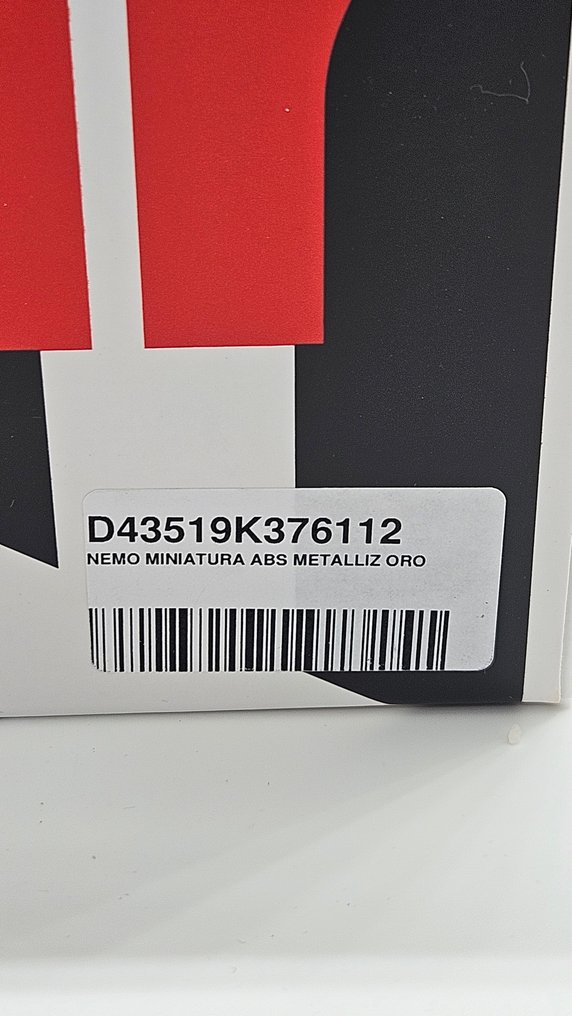 D43519K376112
NEMO MINIATURA ABS METALLIZ ORO